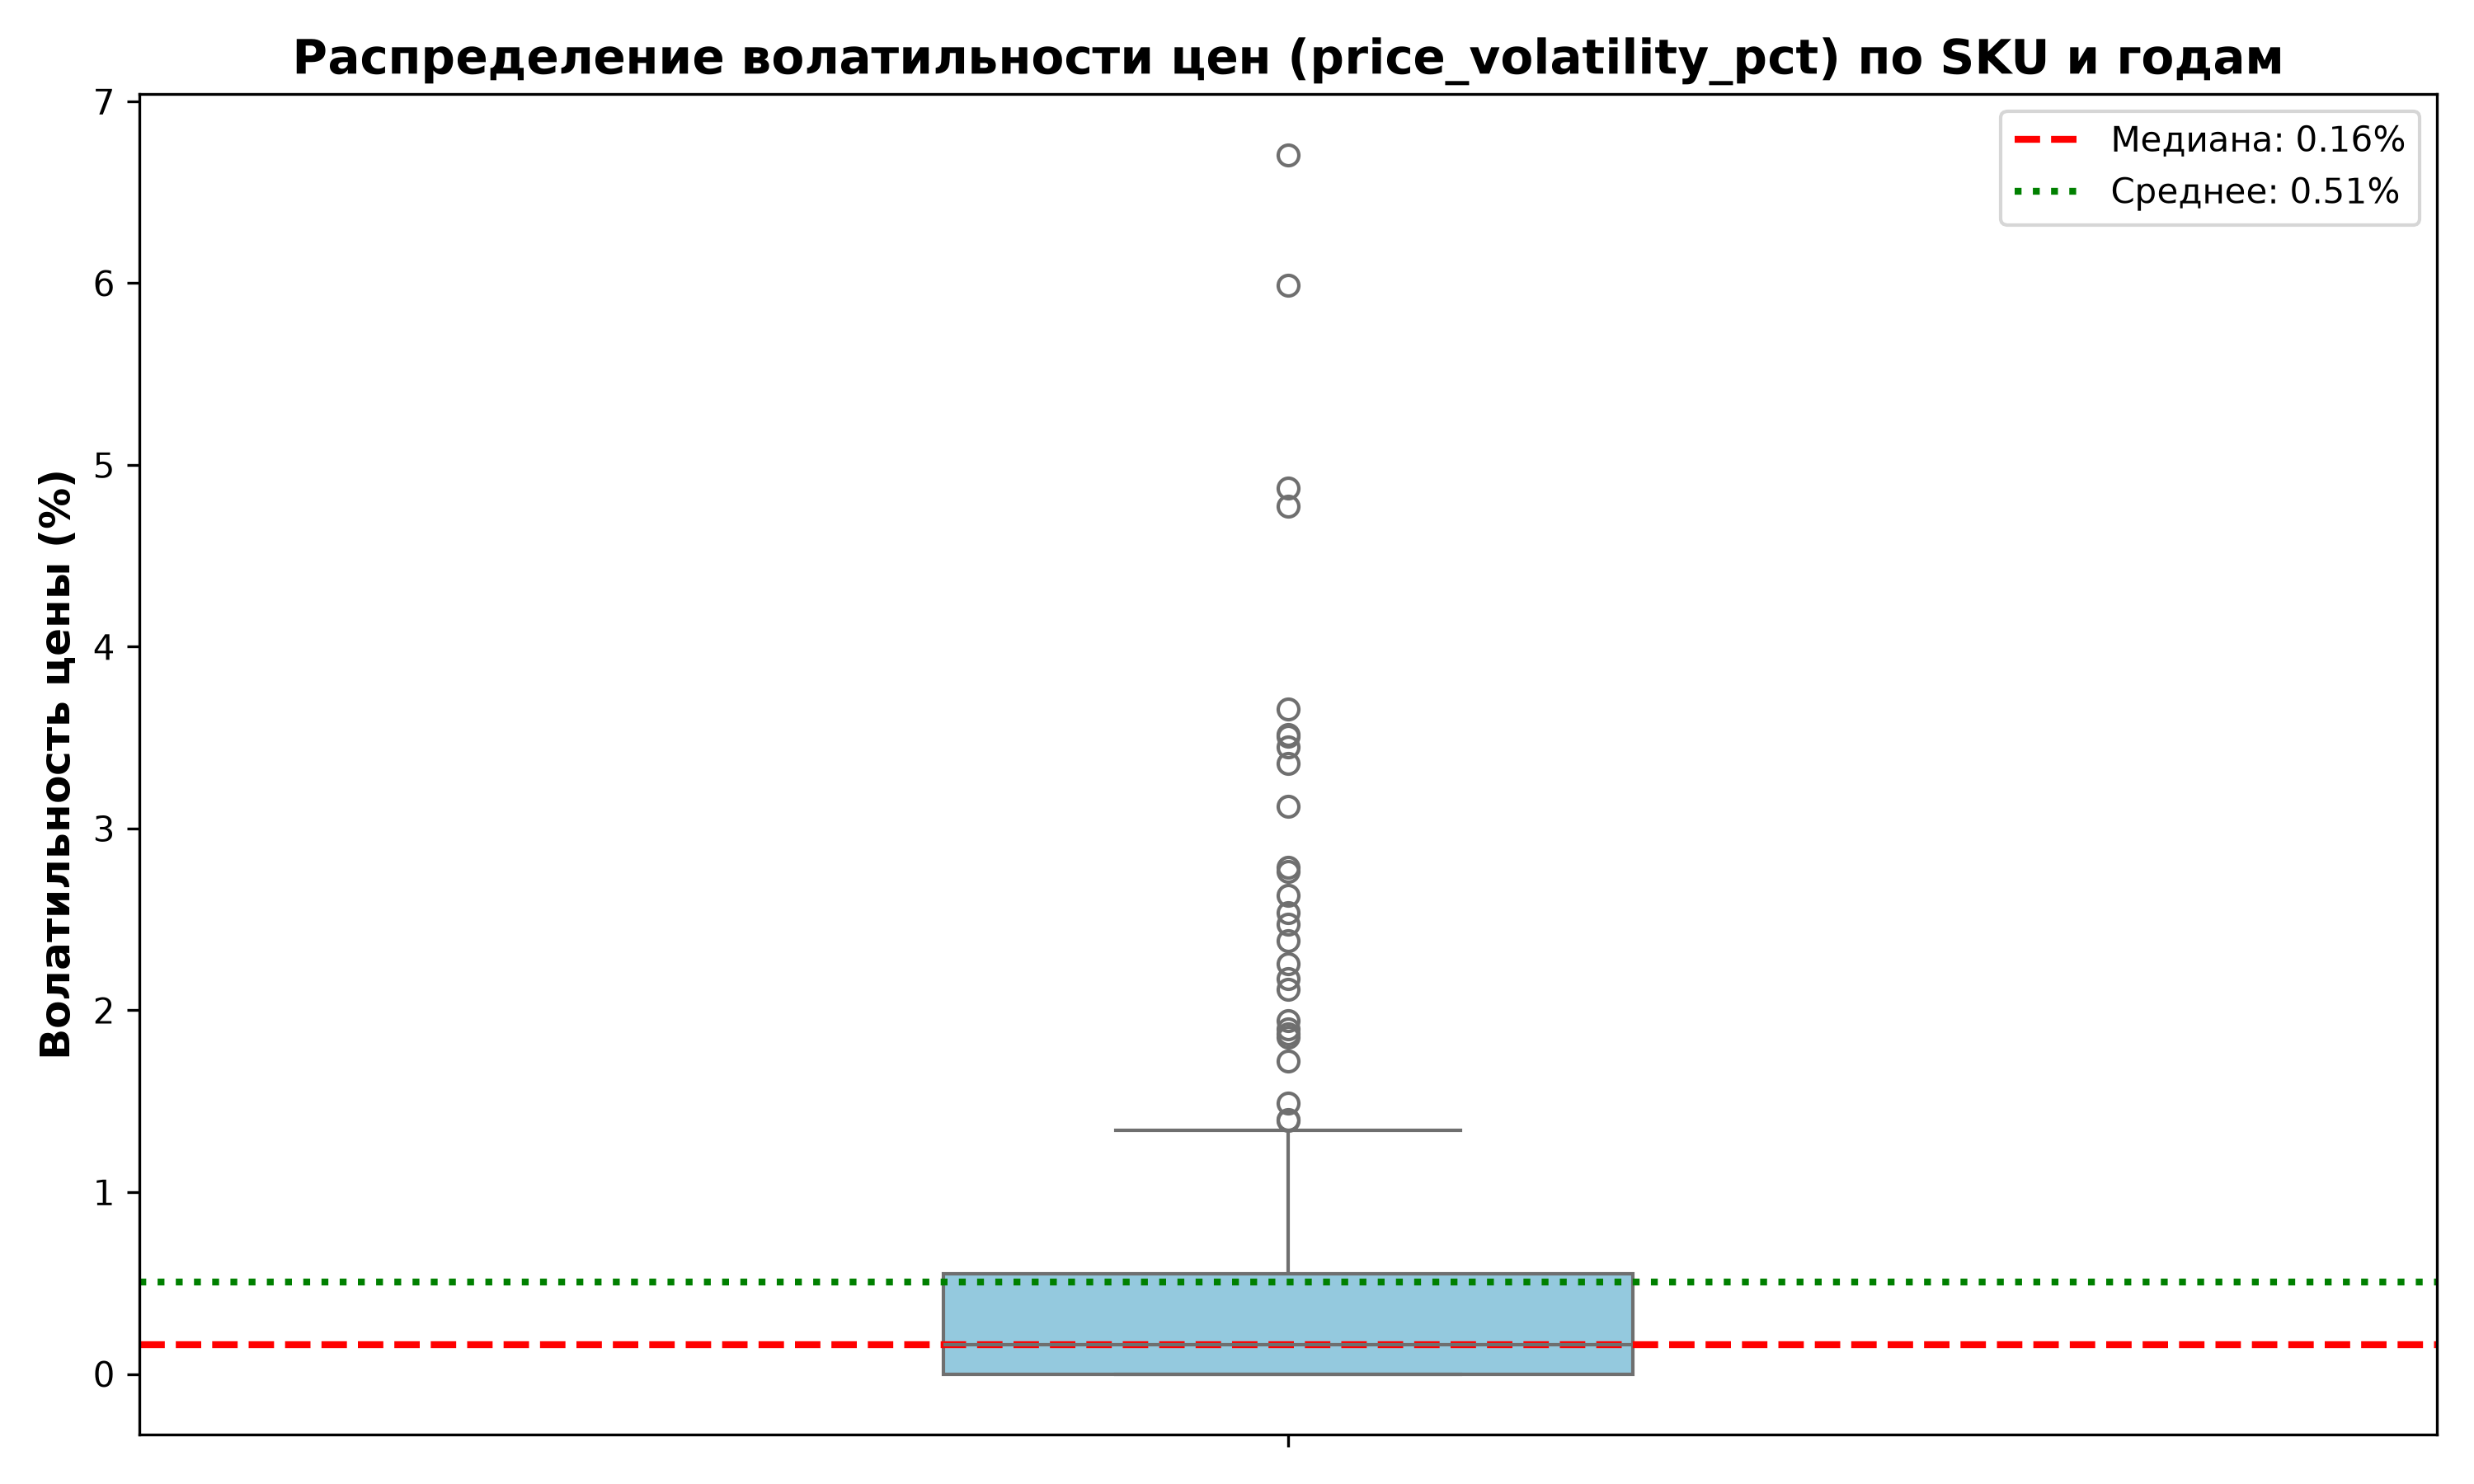 Распределение волатильности цен (price_volatility_pct) по SKU и годам
Медиана: 0.16%
Среднее: 0.51%
Волатильность цены (%)
7
6
5
4
3
2
1
0